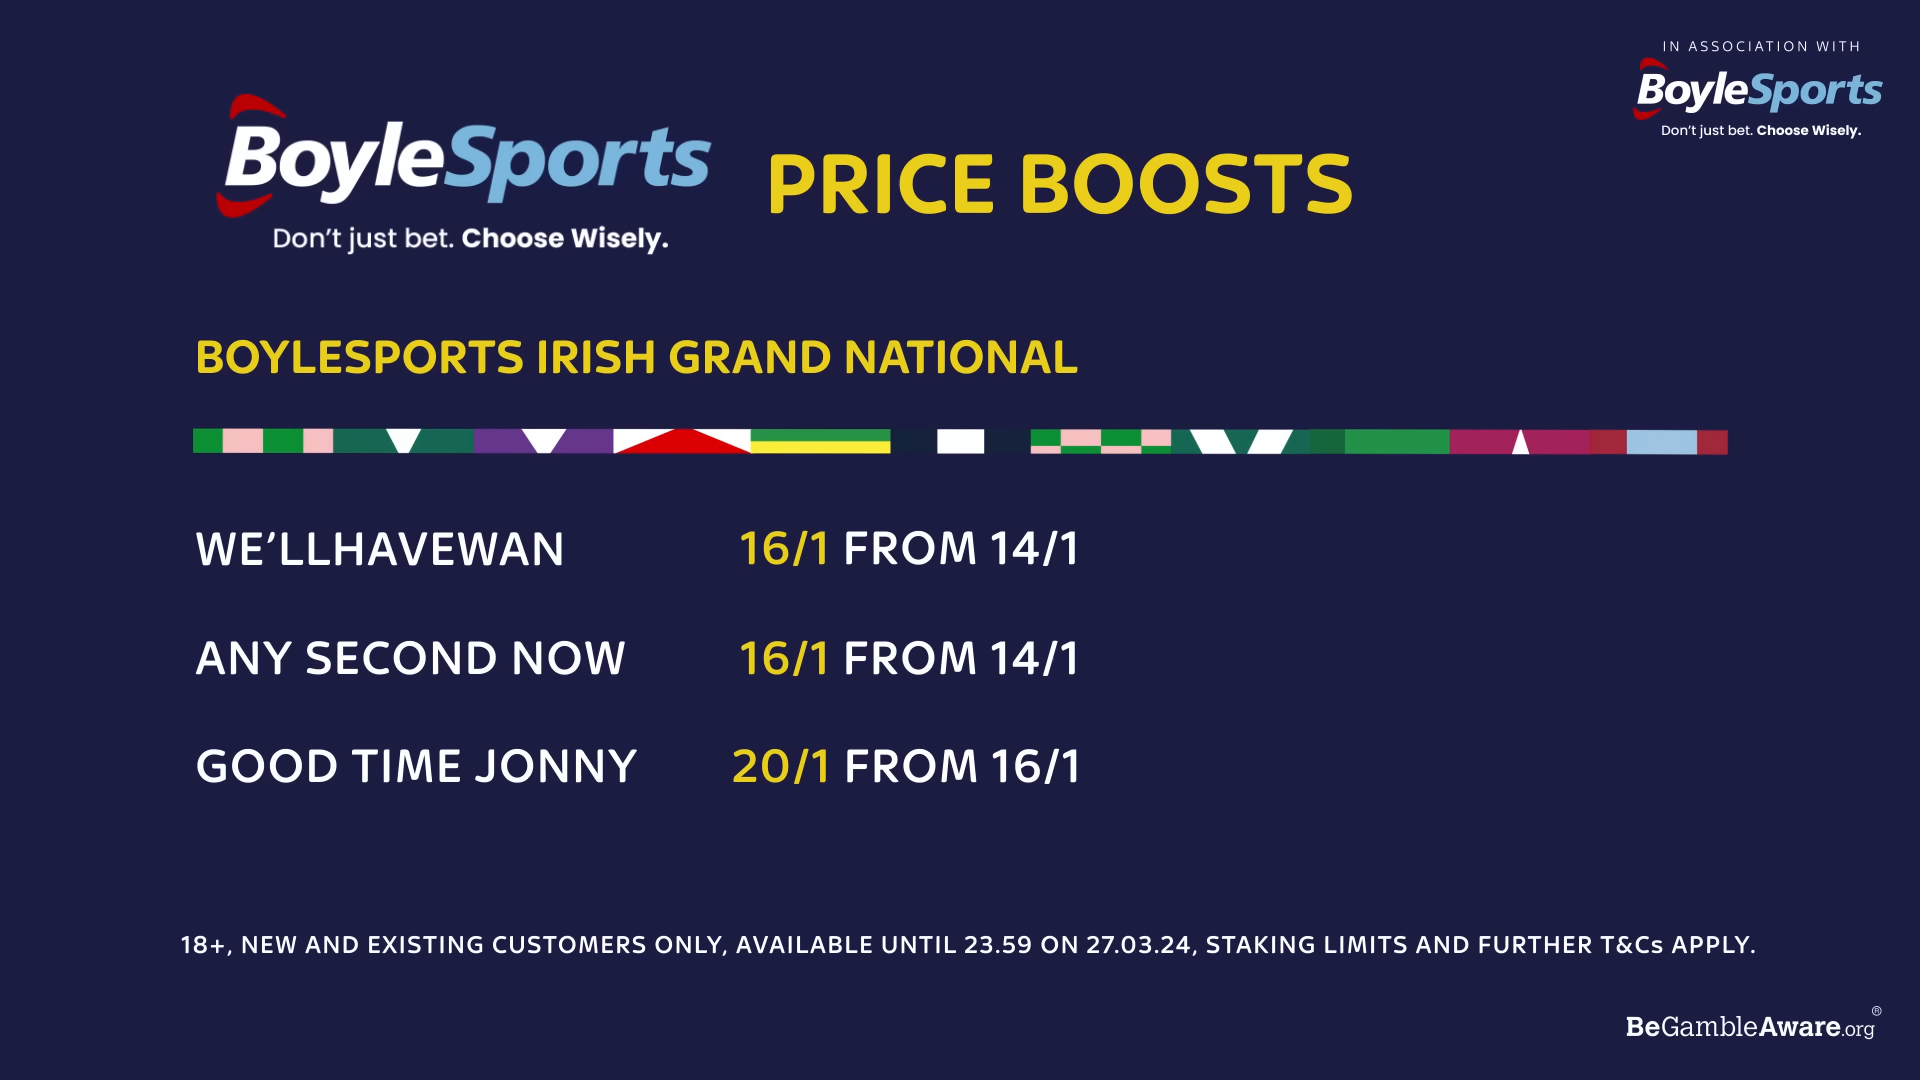 IN ASSOCIATION WITH
BoyleSports
Don't just bet. Choose Wisely.
BoyleSports
Don't just bet. Choose Wisely.
PRICE BOOSTS
BOYLESPORTS IRISH GRAND NATIONAL
WE'LLHAVEWAN 16/1 FROM 14/1
ANY SECOND NOW 16/1 FROM 14/1
GOOD TIME JONNY 20/1 FROM 16/1
18+, NEW AND EXISTING CUSTOMERS ONLY, AVAILABLE UNTIL 23.59 ON 27.03.24, STAKING LIMITS AND FURTHER T&Cs APPLY.
BeGambleAware.org®